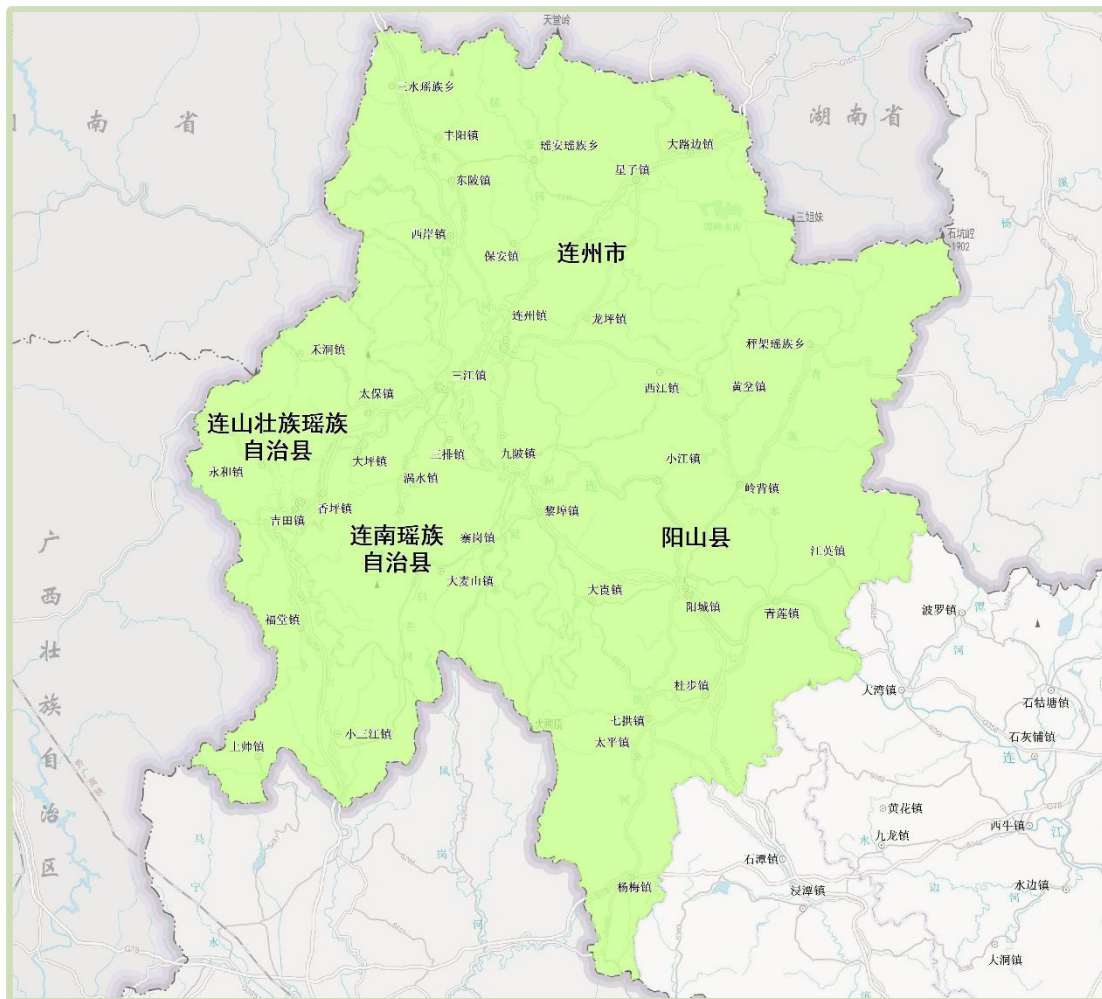 天堂岭
三水瑶族乡
南
省
湖南省
丰阳镇
瑶安瑶族乡
大路边镇
东陂镇
星子镇
三姐妹
西岸镇
石坑崆
1902
保安镇
连州市
连州镇
龙坪镇
禾洞镇
秤架瑶族乡
三江镇
太保镇
西江镇
黄坌镇
连山壮族瑶族
自治县
永和镇
大坪镇
三排镇
九陂镇
小江镇
涡水镇
岭背镇
香坪镇
吉田镇
黎埠镇
连南瑶族
自治县
寨岗镇
阳山县
江英镇
大麦山镇
大崀镇
阳城镇
青莲镇
波罗镇
福堂镇
杜步镇
大湾镇
石牯塘镇
小三江镇
七拱镇
太平镇
上帅镇
石灰铺镇
连
黄花镇
九龙镇
西牛镇
江
石潭镇
杨梅镇
浸潭镇
水边镇
大洞镇
广
西
壮
族
自
治
区